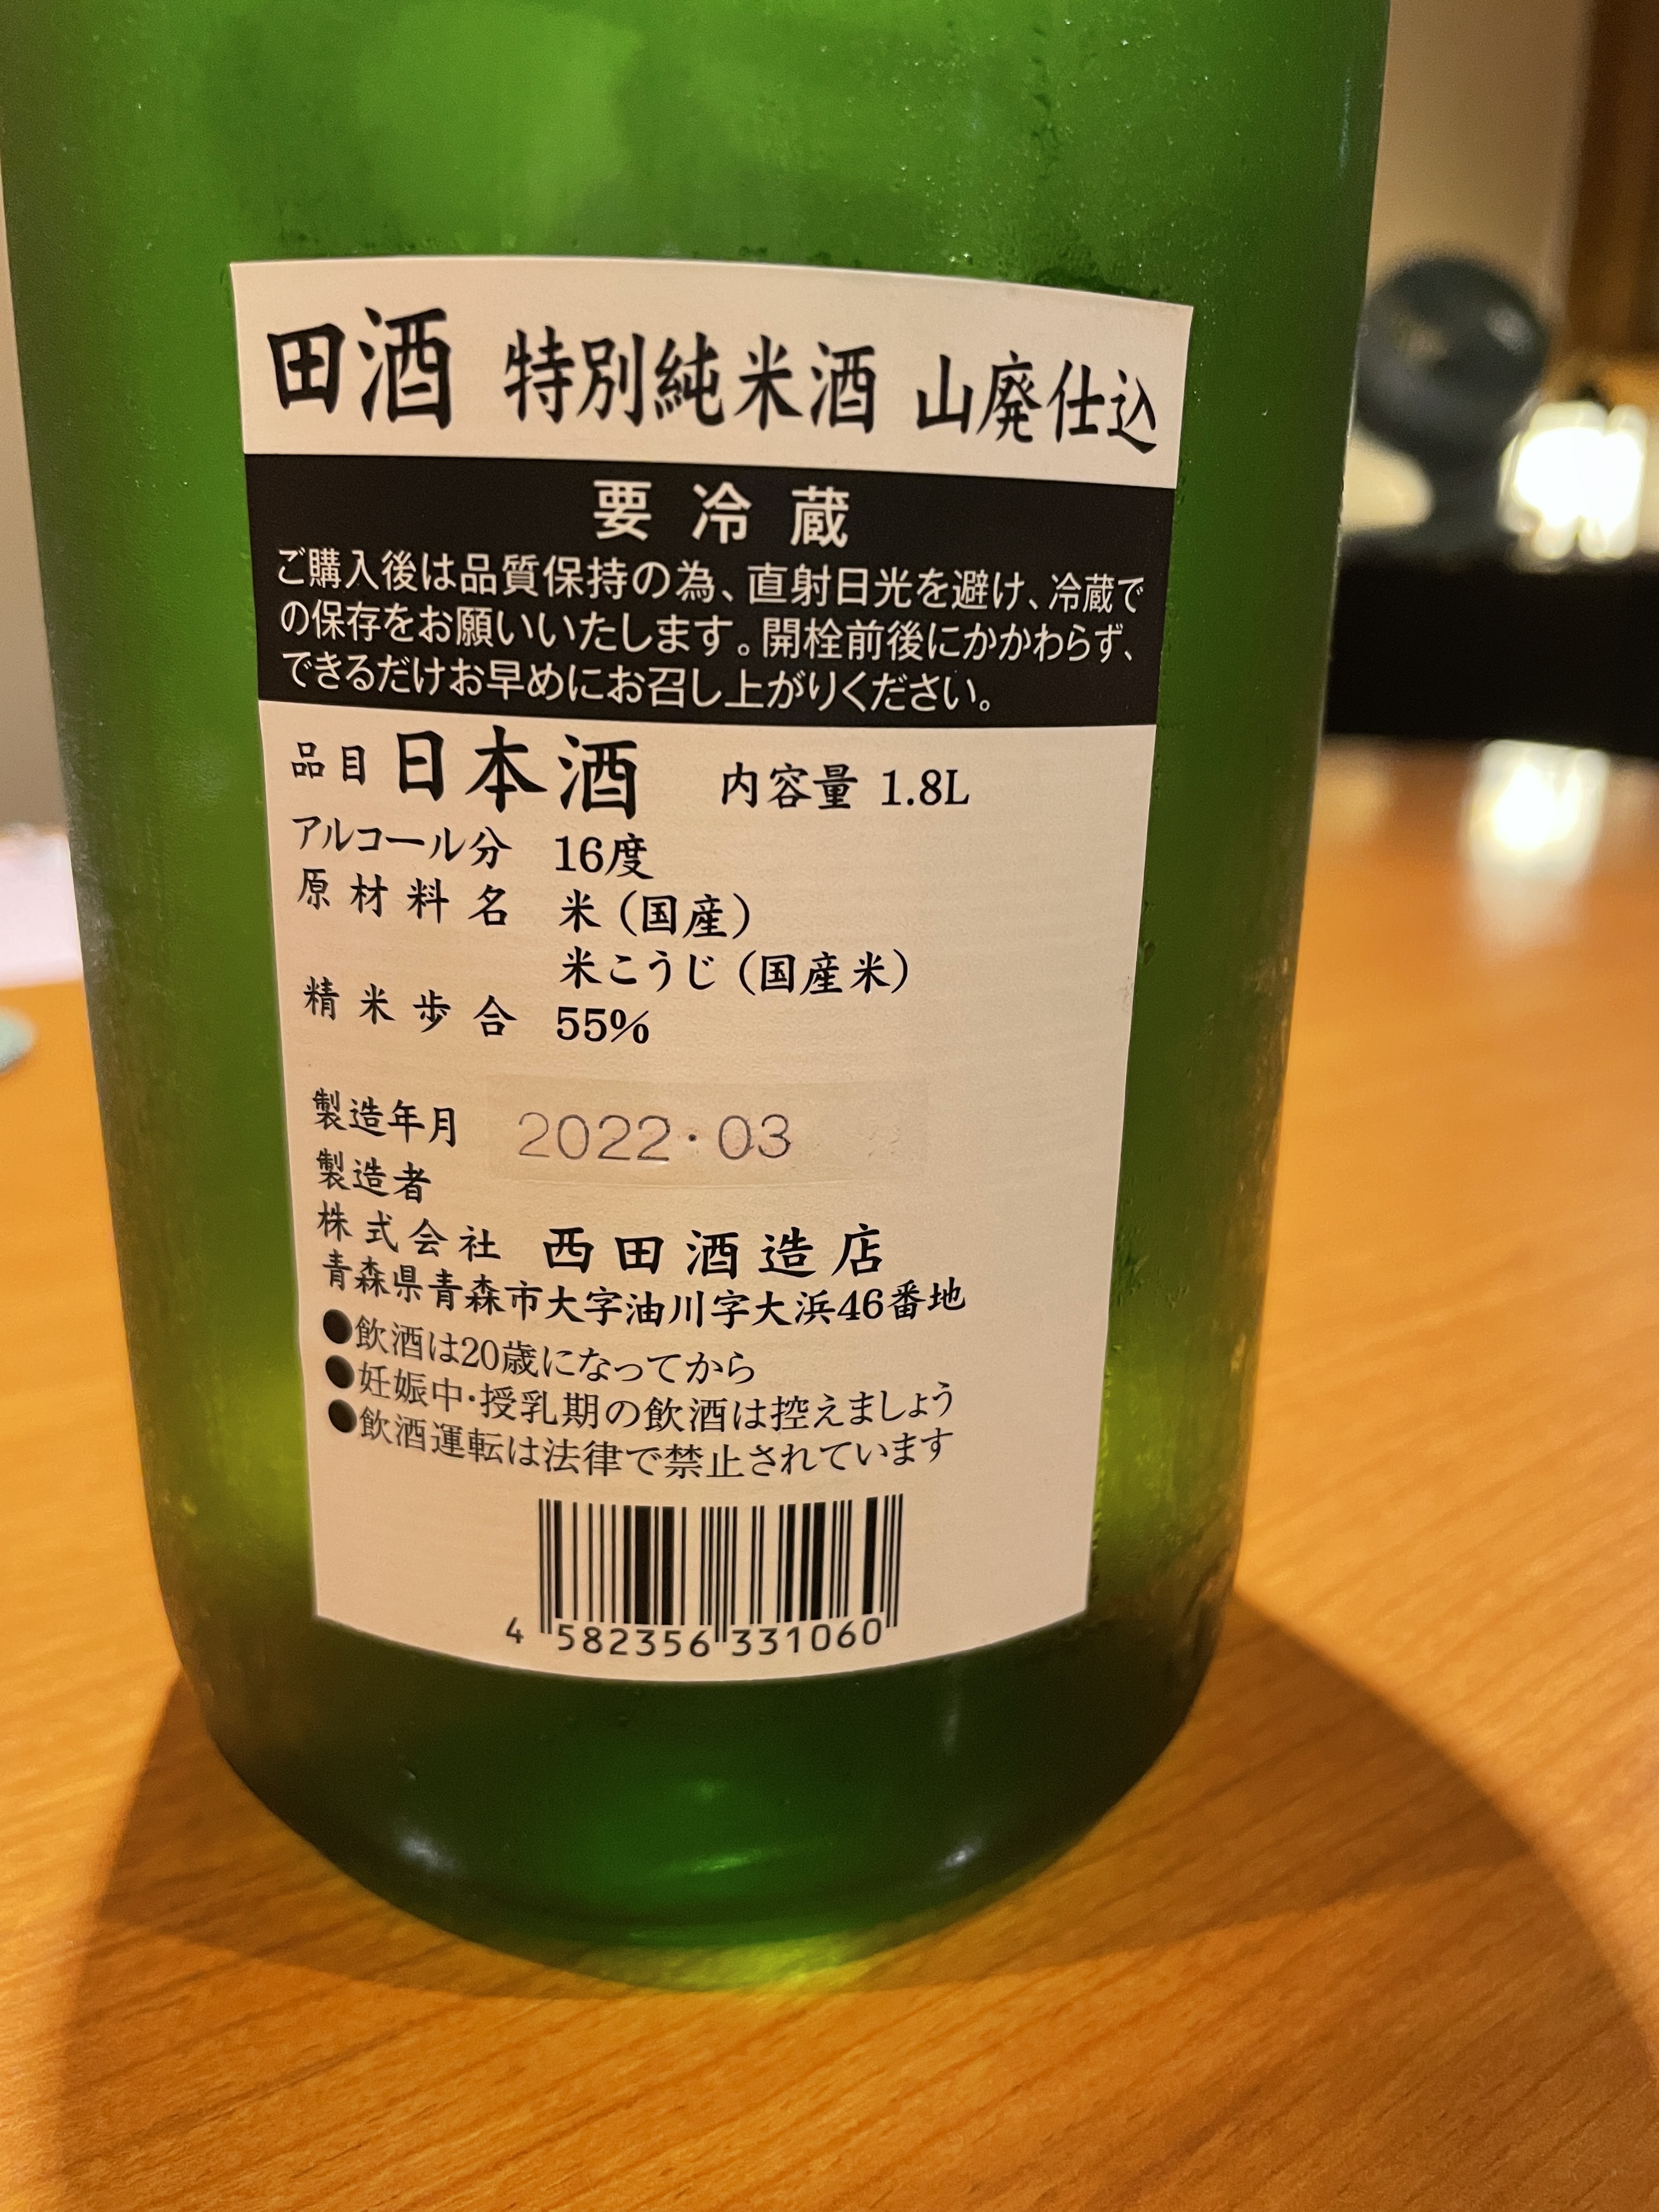 田酒 特別純米酒 山廃仕込
要冷蔵
ご購入後は品質保持の為、直射日光を避け、冷蔵で
の保存をお願いいたします。開栓前後にかかわらず、
できるだけお早めにお召し上がりください。
品目 日本酒 内容量 1.8L
アルコール分 16度
原材料名 米（国産）
米こうじ（国産米）
精米歩合 55%
製造年月 2022・03
製造者
株式会社 西田酒造店
青森県青森市大字油川字大浜46番地
●飲酒は20歳になってから
●妊娠中・授乳期の飲酒は控えましょう
●飲酒運転は法律で禁止されています
4 582356 331060